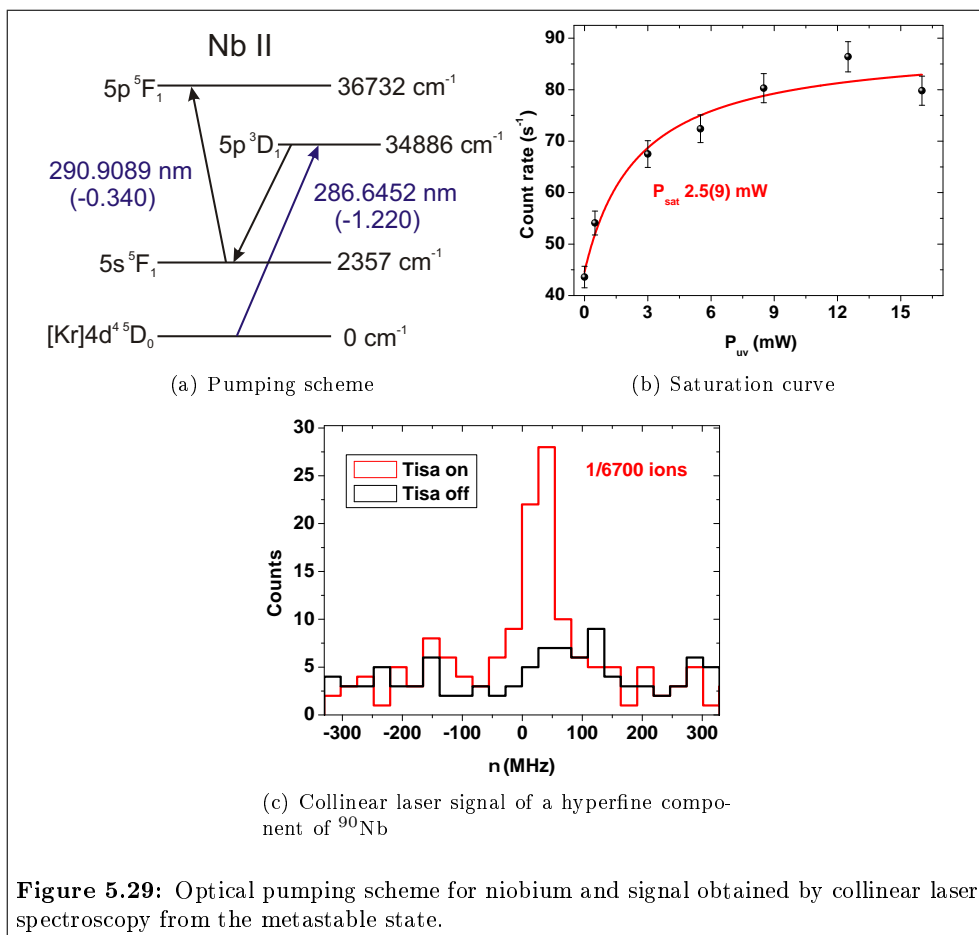 Nb II
5p ⁵F₁ 36732 cm⁻¹
5p ³D₁ 34886 cm⁻¹
290.9089 nm
(-0.340)
286.6452 nm
(-1.220)
5s ⁵F₁ 2357 cm⁻¹
[Kr]4d⁴ ⁵D₀ 0 cm⁻¹
(a) Pumping scheme
90
80
70
60
50
40
Count rate (s⁻¹)
P_sat 2.5(9) mW
0 3 6 9 12 15
P_uv (mW)
(b) Saturation curve
30
25
20
15
10
5
0
Counts
Tisa on
Tisa off
1/6700 ions
-300 -200 -100 0 100 200 300
n (MHz)
(c) Collinear laser signal of a hyperfine compo-
nent of ⁹⁰Nb
Figure 5.29: Optical pumping scheme for niobium and signal obtained by collinear laser
spectroscopy from the metastable state.